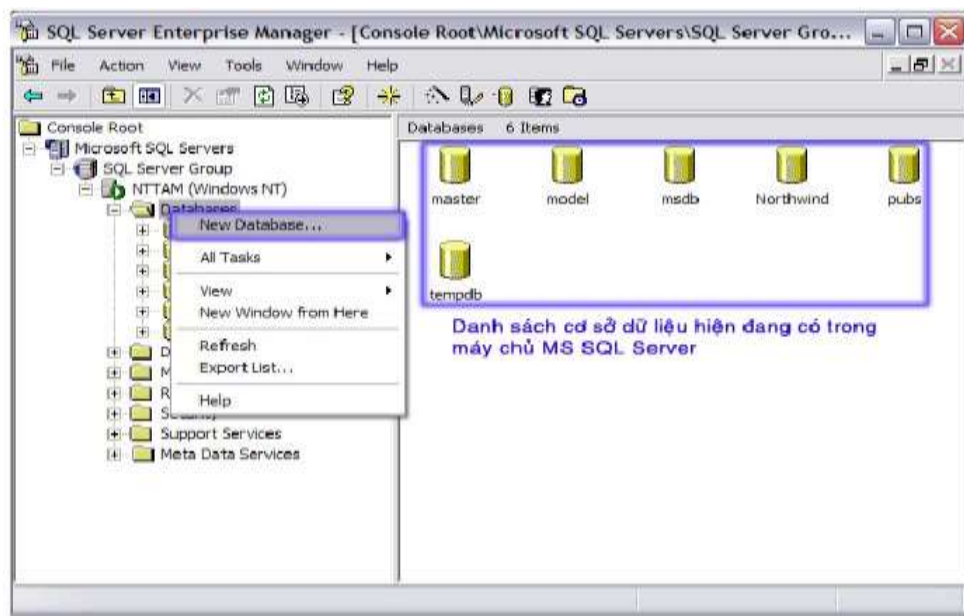 SQL Server Enterprise Manager - [Console Root\Microsoft SQL Servers\SQL Server Gro...
File Action View Tools Window Help
Console Root
Microsoft SQL Servers
SQL Server Group
NTTAM (Windows NT)
Databases
New Database...
All Tasks
View
New Window from Here
Refresh
Export List...
Help
D
M
R
Security
Support Services
Meta Data Services
Databases 6 Items
master model msdb Northwind pubs
tempdb
Danh sách cơ sở dữ liệu hiện đang có trong
máy chủ MS SQL Server